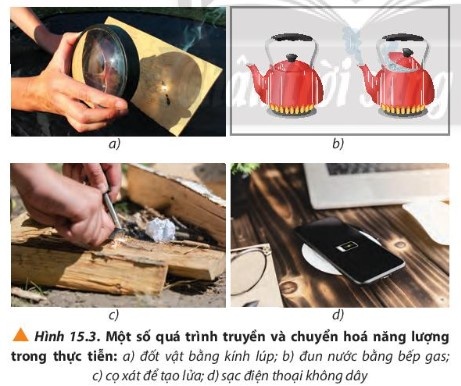 a)
b)
c)
d)
Hình 15.3. Một số quá trình truyền và chuyển hoá năng lượng
trong thực tiễn: a) đốt vật bằng kính lúp; b) đun nước bằng bếp gas;
c) cọ xát để tạo lửa; d) sạc điện thoại không dây